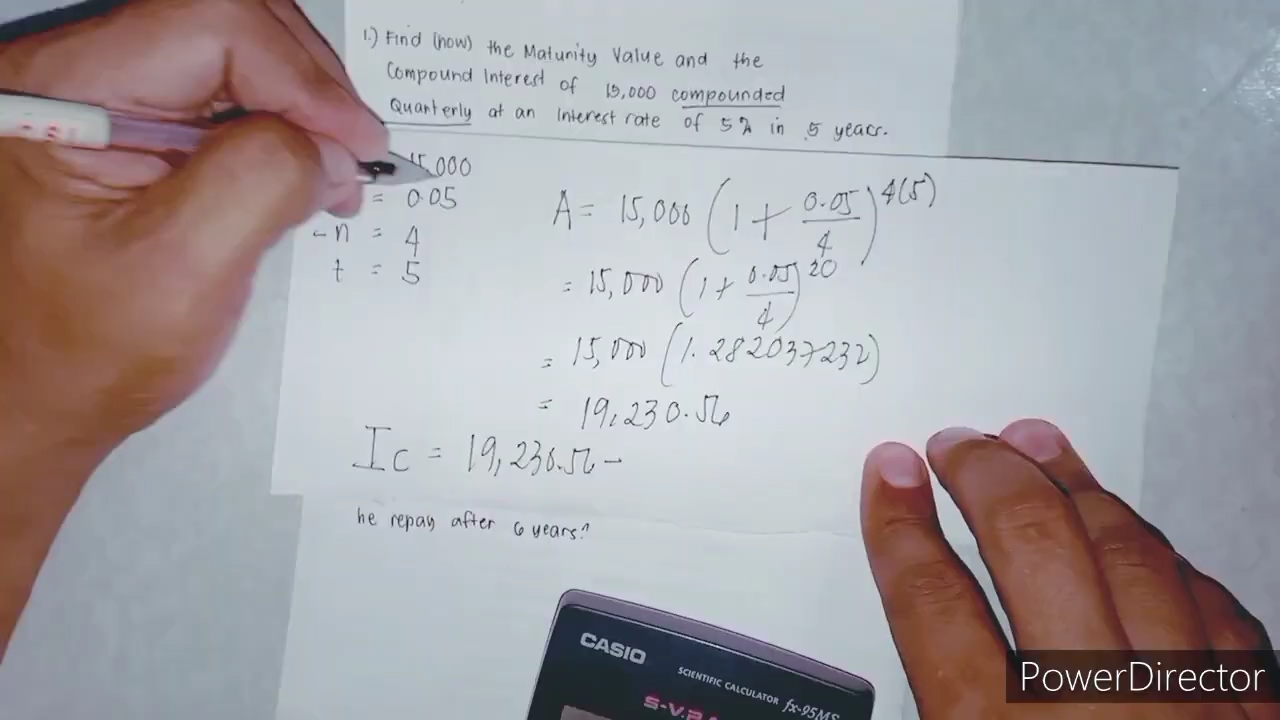 1.) Find (how) the Maturity Value and the
Compound Interest of 15,000 compounded
Quarterly at an interest rate of 5% in 5 years.
15,000
= 0.05
n = 4
t = 5
A = 15,000 (1 + 0.05/4)^4(5)
= 15,000 (1 + 0.05/4)^20
= 15,000 (1.282037232)
= 19,230.56
Ic = 19,230.56 -
he repay after 6 years?
CASIO
SCIENTIFIC CALCULATOR fx-95MS
S-V.P.A
PowerDirector